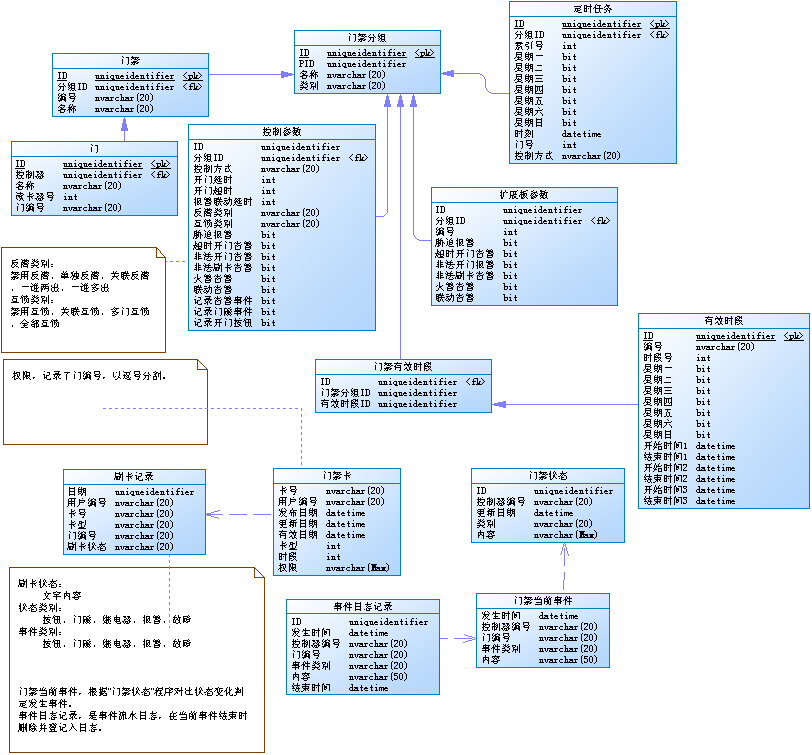 门禁
ID uniqueidentifier <pk>
分组ID uniqueidentifier <fk>
编号 nvarchar(20)
名称 nvarchar(20)
门禁分组
ID uniqueidentifier <pk>
PID uniqueidentifier
名称 nvarchar(20)
类别 nvarchar(20)
定时任务
ID uniqueidentifier <pk>
分组ID uniqueidentifier <fk>
索引号 int
星期一 bit
星期二 bit
星期三 bit
星期四 bit
星期五 bit
星期六 bit
星期日 bit
时刻 datetime
门号 int
控制方式 nvarchar(20)
门
ID uniqueidentifier <pk>
控制器 uniqueidentifier <fk>
名称 nvarchar(20)
读卡器号 int
门编号 nvarchar(20)
控制参数
ID uniqueidentifier
分组ID uniqueidentifier <fk>
控制方式 nvarchar(20)
开门延时 int
开门超时 int
报警联动延时 int
反潜类别 nvarchar(20)
互锁类别 nvarchar(20)
胁迫报警 bit
超时开门告警 bit
非法开门告警 bit
非法刷卡告警 bit
火警告警 bit
联动告警 bit
记录告警事件 bit
记录门磁事件 bit
记录开门按钮 bit
扩展板参数
ID uniqueidentifier
分组ID uniqueidentifier <fk>
编号 int
胁迫报警 bit
超时开门告警 bit
非法开门报警 bit
非法刷卡告警 bit
火警告警 bit
联动告警 bit
反潜类别：
禁用反潜，单独反潜，关联反潜
，一进两出，一进多出
互锁类别：
禁用互锁，关联互锁，多门互锁
，全部互锁
权限，记录了门编号，以逗号分割。
门禁有效时段
ID uniqueidentifier <fk>
门禁分组ID uniqueidentifier
有效时段ID uniqueidentifier
有效时段
ID uniqueidentifier <pk>
编号 nvarchar(20)
时段号 int
星期一 bit
星期二 bit
星期三 bit
星期四 bit
星期五 bit
星期六 bit
星期日 bit
开始时间1 datetime
结束时间1 datetime
开始时间2 datetime
结束时间2 datetime
开始时间3 datetime
结束时间3 datetime
刷卡记录
日期 uniqueidentifier
用户编号 nvarchar(20)
卡号 nvarchar(20)
卡型 nvarchar(20)
门编号 nvarchar(20)
刷卡状态 nvarchar(20)
门禁卡
卡号 nvarchar(20)
用户编号 nvarchar(20)
发布日期 datetime
更新日期 datetime
有效日期 datetime
卡型 int
时段 int
权限 nvarchar(Max)
门禁状态
ID uniqueidentifier
控制器编号 nvarchar(20)
更新日期 datetime
类别 nvarchar(20)
内容 nvarchar(Max)
刷卡状态：
文字内容
状态类别：
按钮，门磁，继电器，报警，故障
事件类别：
按钮，门磁，继电器，报警，故障
门禁当前事件，根据"门禁状态"程序对比状态变化判
定发生事件。
事件日志记录，是事件流水日志，在当前事件结束时
删除并登记入日志。
事件日志记录
ID uniqueidentifier
发生时间 datetime
控制器编号 nvarchar(20)
门编号 nvarchar(20)
事件类别 nvarchar(20)
内容 nvarchar(50)
结束时间 datetime
门禁当前事件
发生时间 datetime
控制器编号 nvarchar(20)
门编号 nvarchar(20)
事件类别 nvarchar(20)
内容 nvarchar(50)